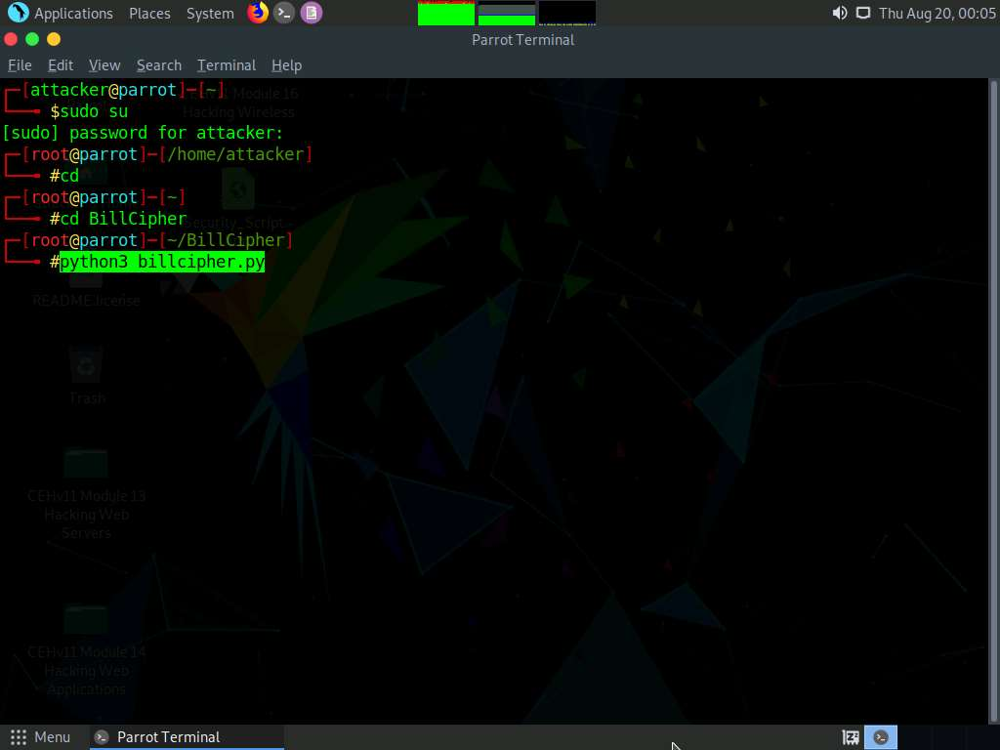 Applications Places System Thu Aug 20, 00:05
Parrot Terminal
File Edit View Search Terminal Help
┌─[attacker@parrot]─[~]
└──╼ $sudo su
[sudo] password for attacker:
┌─[root@parrot]─[/home/attacker]
└──╼ #cd
┌─[root@parrot]─[~]
└──╼ #cd BillCipher
┌─[root@parrot]─[~/BillCipher]
└──╼ #python3 billcipher.py
Module 16
Hacking Wireless
Security_Script...
README.license
Trash
CEHv11 Module 13
Hacking Web
Servers
CEHv11 Module 14
Hacking Web
Applications
Menu Parrot Terminal